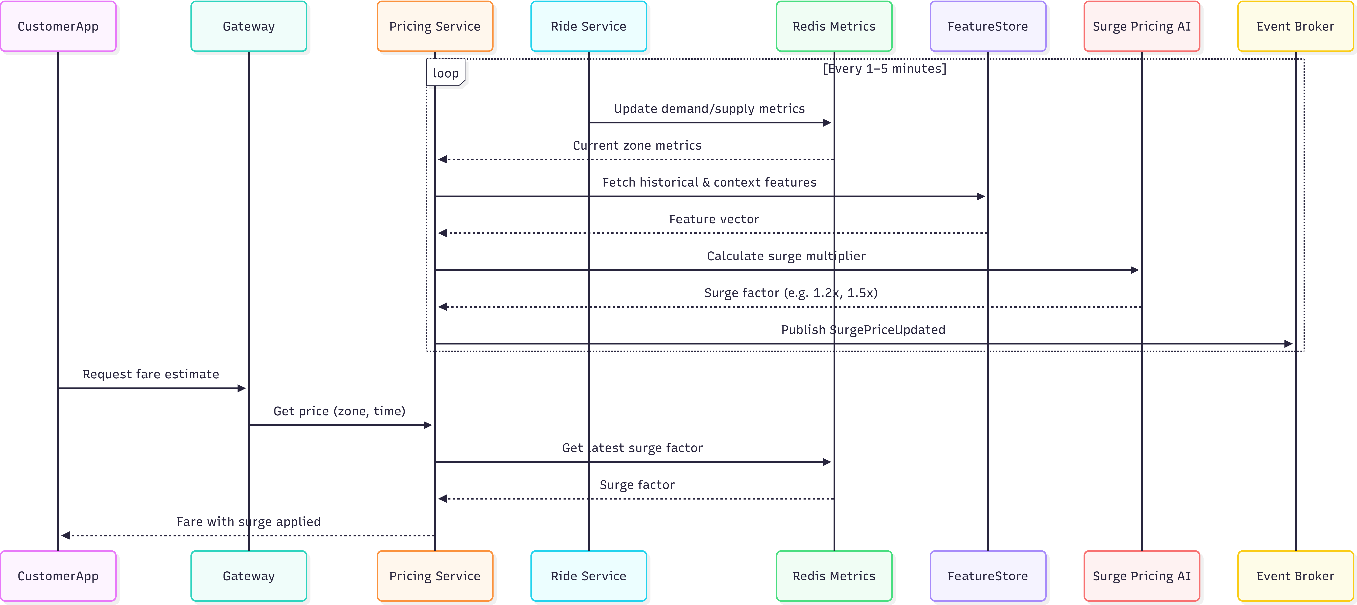 CustomerApp
Gateway
Pricing Service
Ride Service
Redis Metrics
FeatureStore
Surge Pricing AI
Event Broker
loop
[Every 1–5 minutes]
Update demand/supply metrics
Current zone metrics
Fetch historical & context features
Feature vector
Calculate surge multiplier
Surge factor (e.g. 1.2x, 1.5x)
Publish SurgePriceUpdated
Request fare estimate
Get price (zone, time)
Get latest surge factor
Surge factor
Fare with surge applied
CustomerApp
Gateway
Pricing Service
Ride Service
Redis Metrics
FeatureStore
Surge Pricing AI
Event Broker